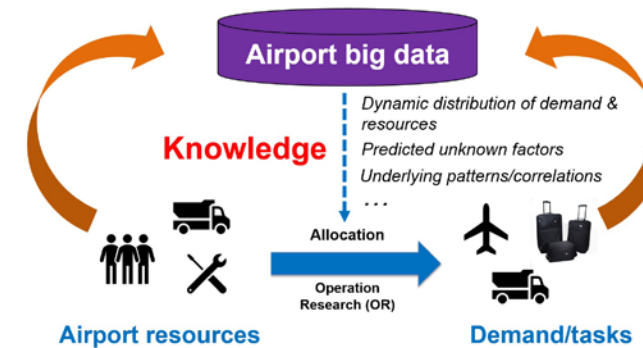 Airport big data
Dynamic distribution of demand &
resources
Knowledge
Predicted unknown factors
Underlying patterns/correlations
...
Allocation
Operation
Research (OR)
Airport resources
Demand/tasks